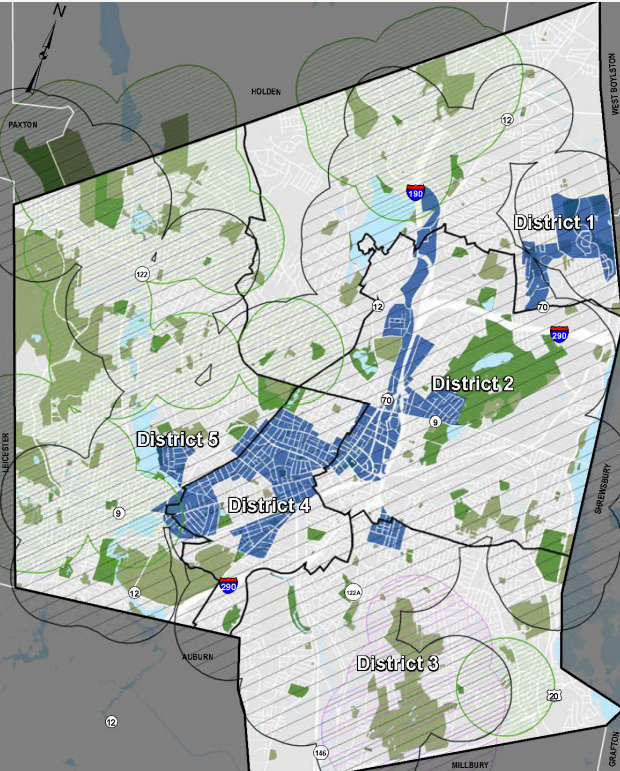 N
HOLDEN
PAXTON
WEST BOYLSTON
12
190
District 1
122
12
70
290
District 2
70
9
District 5
LEICESTER
SHREWSBURY
District 4
9
290
12
122A
AUBURN
District 3
20
12
146
MILLBURY
GRAFTON